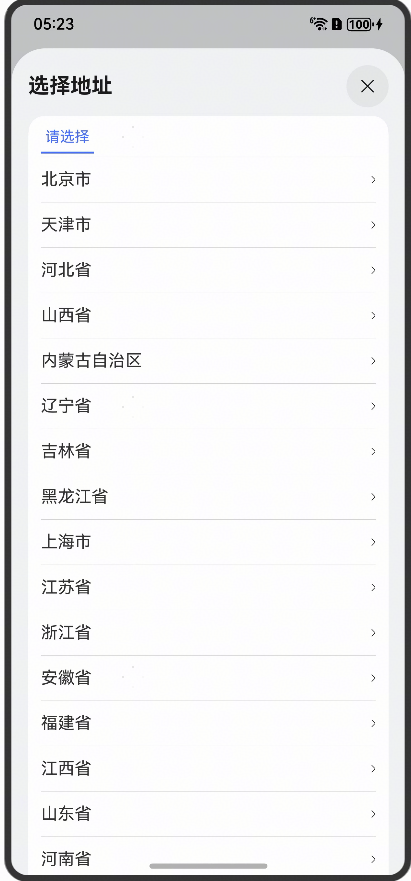 05:23
6 100
选择地址
请选择
北京市
天津市
河北省
山西省
内蒙古自治区
辽宁省
吉林省
黑龙江省
上海市
江苏省
浙江省
安徽省
福建省
江西省
山东省
河南省